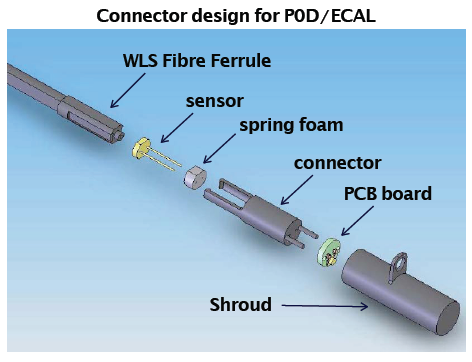 Connector design for P0D/ECAL
WLS Fibre Ferrule
sensor
spring foam
connector
PCB board
Shroud